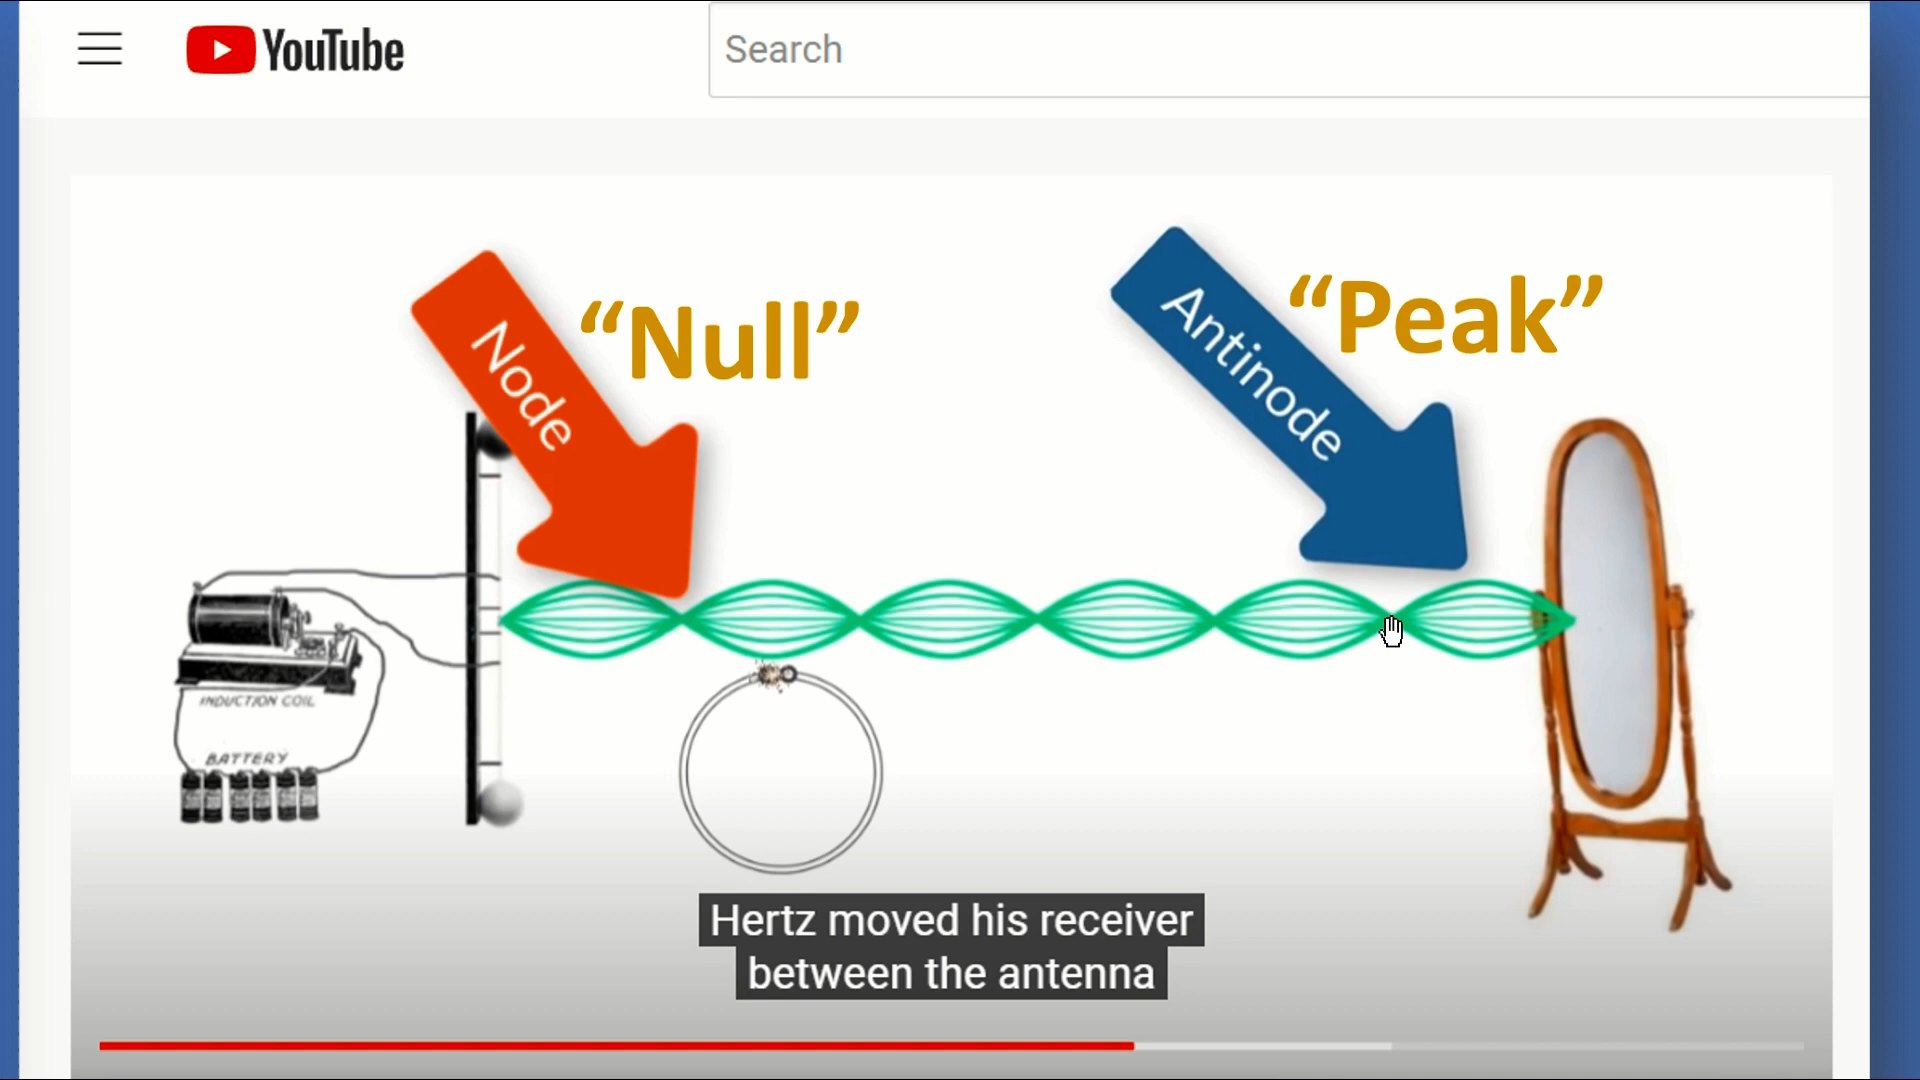 YouTube
Search
“Null”
“Peak”
Node
Antinode
INDUCTION COIL
BATTERY
Hertz moved his receiver
between the antenna